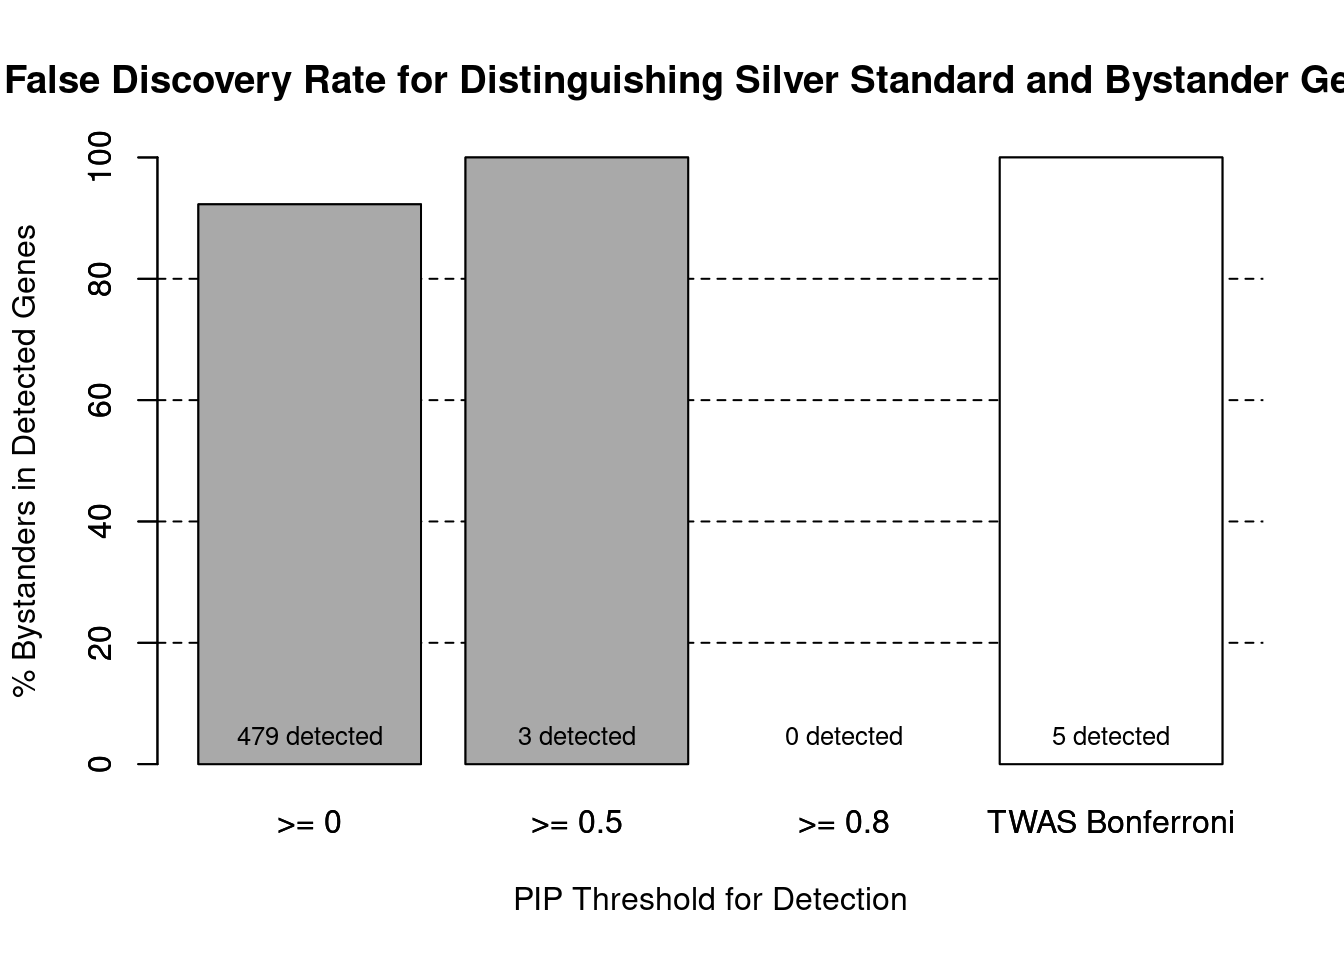 False Discovery Rate for Distinguishing Silver Standard and Bystander Ge
% Bystanders in Detected Genes
100
80
60
40
20
0
479 detected
3 detected
0 detected
5 detected
>= 0
>= 0.5
>= 0.8
TWAS Bonferroni
PIP Threshold for Detection